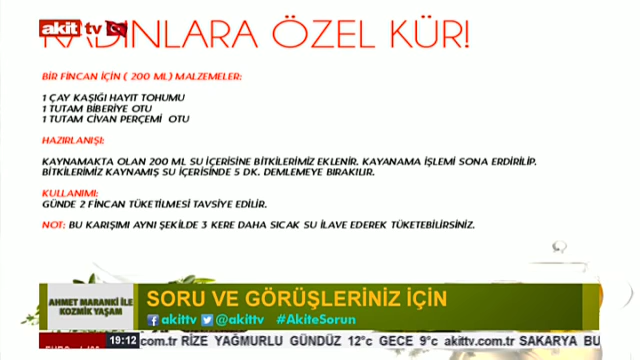 akit tv
KADINLARA ÖZEL KÜR!
BİR FİNCAN İÇİN ( 200 ML) MALZEMELER:
1 ÇAY KAŞIĞI HAYIT TOHUMU
1 TUTAM BİBERİYE OTU
1 TUTAM CİVAN PERÇEMİ OTU
HAZIRLANIŞI:
KAYNAMAKTA OLAN 200 ML SU İÇERİSİNE BİTKİLERİMİZ EKLENİR. KAYANAMA İŞLEMİ SONA ERDİRİLİP.
BİTKİLERİMİZ KAYNAMIŞ SU İÇERİSİNDE 5 DK. DEMLEMEYE BIRAKILIR.
KULLANIMI:
GÜNDE 2 FİNCAN TÜKETİLMESİ TAVSİYE EDİLİR.
NOT: BU KARIŞIMI AYNI ŞEKİLDE 3 KERE DAHA SICAK SU İLAVE EDEREK TÜKETEBİLİRSİNİZ.
AHMET MARANKİ İLE
KOZMİK YAŞAM
SORU VE GÖRÜŞLERİNİZ İÇİN
akittv @akittv #AkiteSorun
19:12 akittv.com.tr RİZE YAĞMURLU GÜNDÜZ 12°c GECE 9°c akittv.com.tr SAKARYA BU